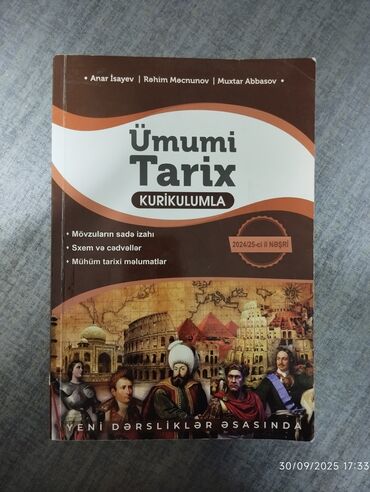 • Anar İsayev | Rəhim Məcnunov | Muxtar Abbasov •
Ümumi
Tarix
KURİKULUMLA
• Mövzuların sadə izahı
• Sxem və cədvəllər
• Mühüm tarixi məlumatlar
2024/25-ci il NƏŞRİ
YENİ DƏRSLİKLƏR ƏSASINDA
30/09/2025 17:33